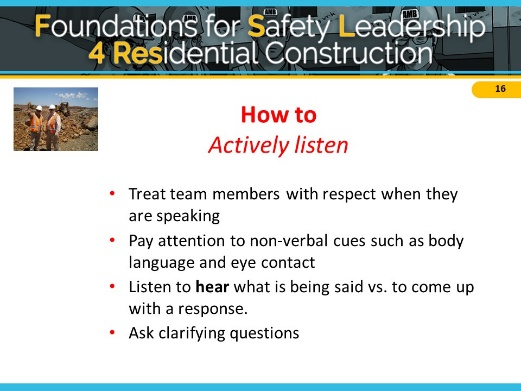 Foundations for Safety Leadership
4 Residential Construction
16
How to
Actively listen
• Treat team members with respect when they
are speaking
• Pay attention to non-verbal cues such as body
language and eye contact
• Listen to hear what is being said vs. to come up
with a response.
• Ask clarifying questions